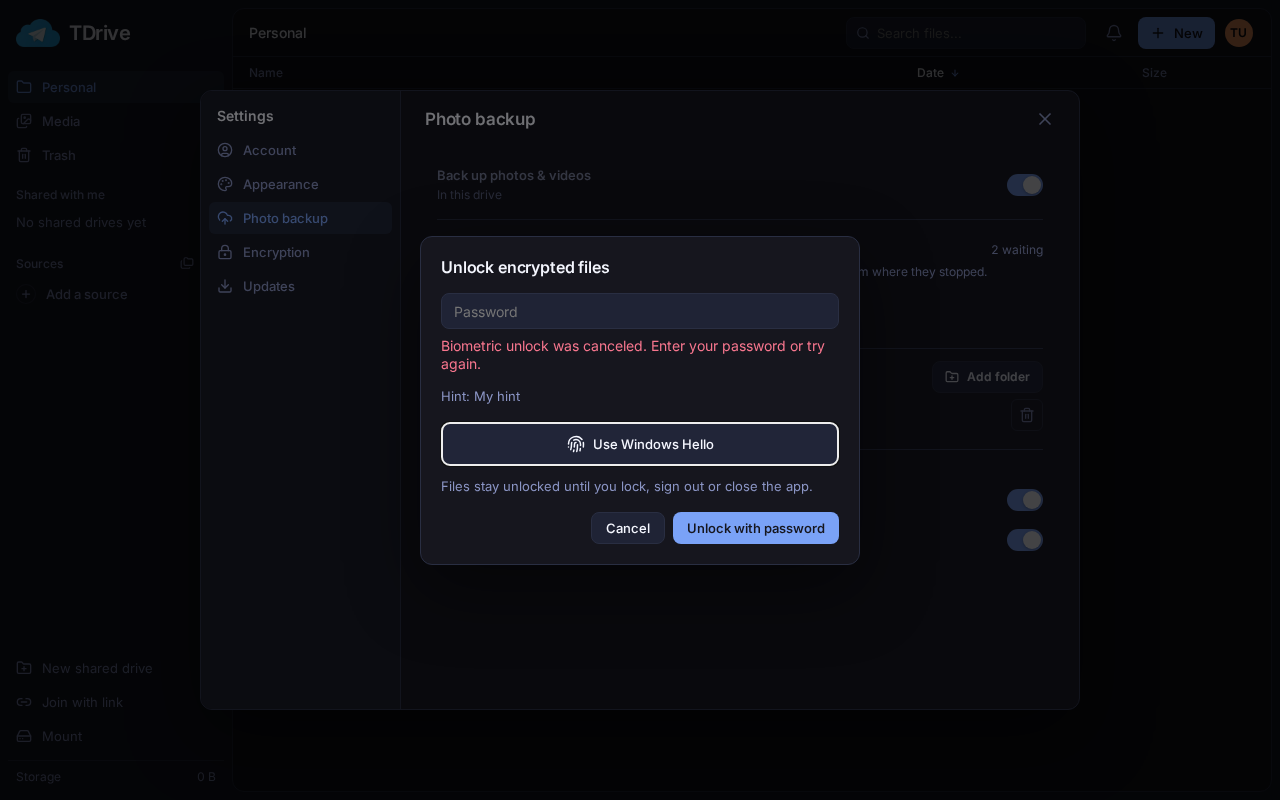 TDrive
Personal
Search files...
New
TU
Name
Date
Size
Personal
Media
Trash
Shared with me
No shared drives yet
Sources
Add a source
New shared drive
Join with link
Mount
Storage
0 B
Settings
Account
Appearance
Photo backup
Encryption
Updates
Photo backup
Back up photos & videos
In this drive
2 waiting
m where they stopped.
Add folder
Unlock encrypted files
Password
Biometric unlock was canceled. Enter your password or try
again.
Hint: My hint
Use Windows Hello
Files stay unlocked until you lock, sign out or close the app.
Cancel
Unlock with password